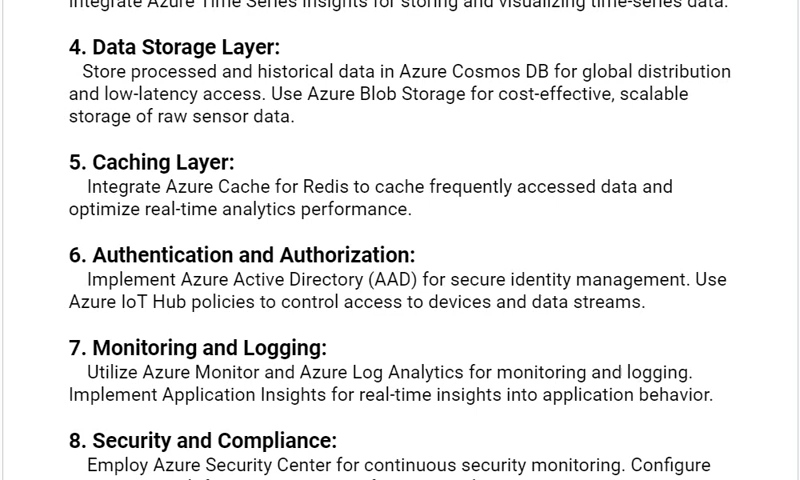 Integrate Azure Time Series Insights for storing and visualizing time-series data.
4. Data Storage Layer:
Store processed and historical data in Azure Cosmos DB for global distribution
and low-latency access. Use Azure Blob Storage for cost-effective, scalable
storage of raw sensor data.
5. Caching Layer:
Integrate Azure Cache for Redis to cache frequently accessed data and
optimize real-time analytics performance.
6. Authentication and Authorization:
Implement Azure Active Directory (AAD) for secure identity management. Use
Azure IoT Hub policies to control access to devices and data streams.
7. Monitoring and Logging:
Utilize Azure Monitor and Azure Log Analytics for monitoring and logging.
Implement Application Insights for real-time insights into application behavior.
8. Security and Compliance:
Employ Azure Security Center for continuous security monitoring. Configure